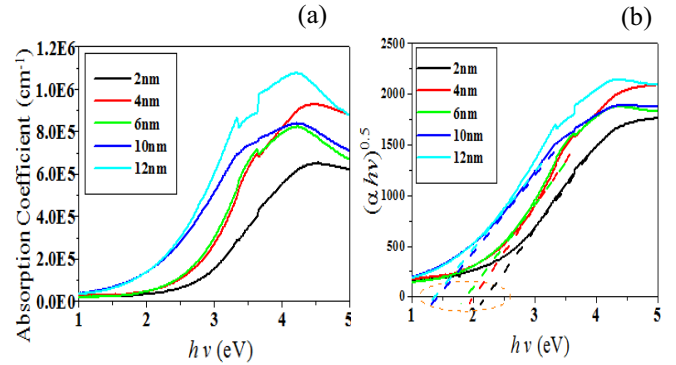 (a)
Absorption Coefficient (cm⁻¹)
1.2E6
1.0E6
8.0E5
6.0E5
4.0E5
2.0E5
0.0E6
2nm
4nm
6nm
10nm
12nm
1 2 3 4 5
hν (eV)
(b)
(αhν)^0.5
2500
2000
1500
1000
500
0
2nm
4nm
6nm
10nm
12nm
1 2 3 4 5
hν (eV)